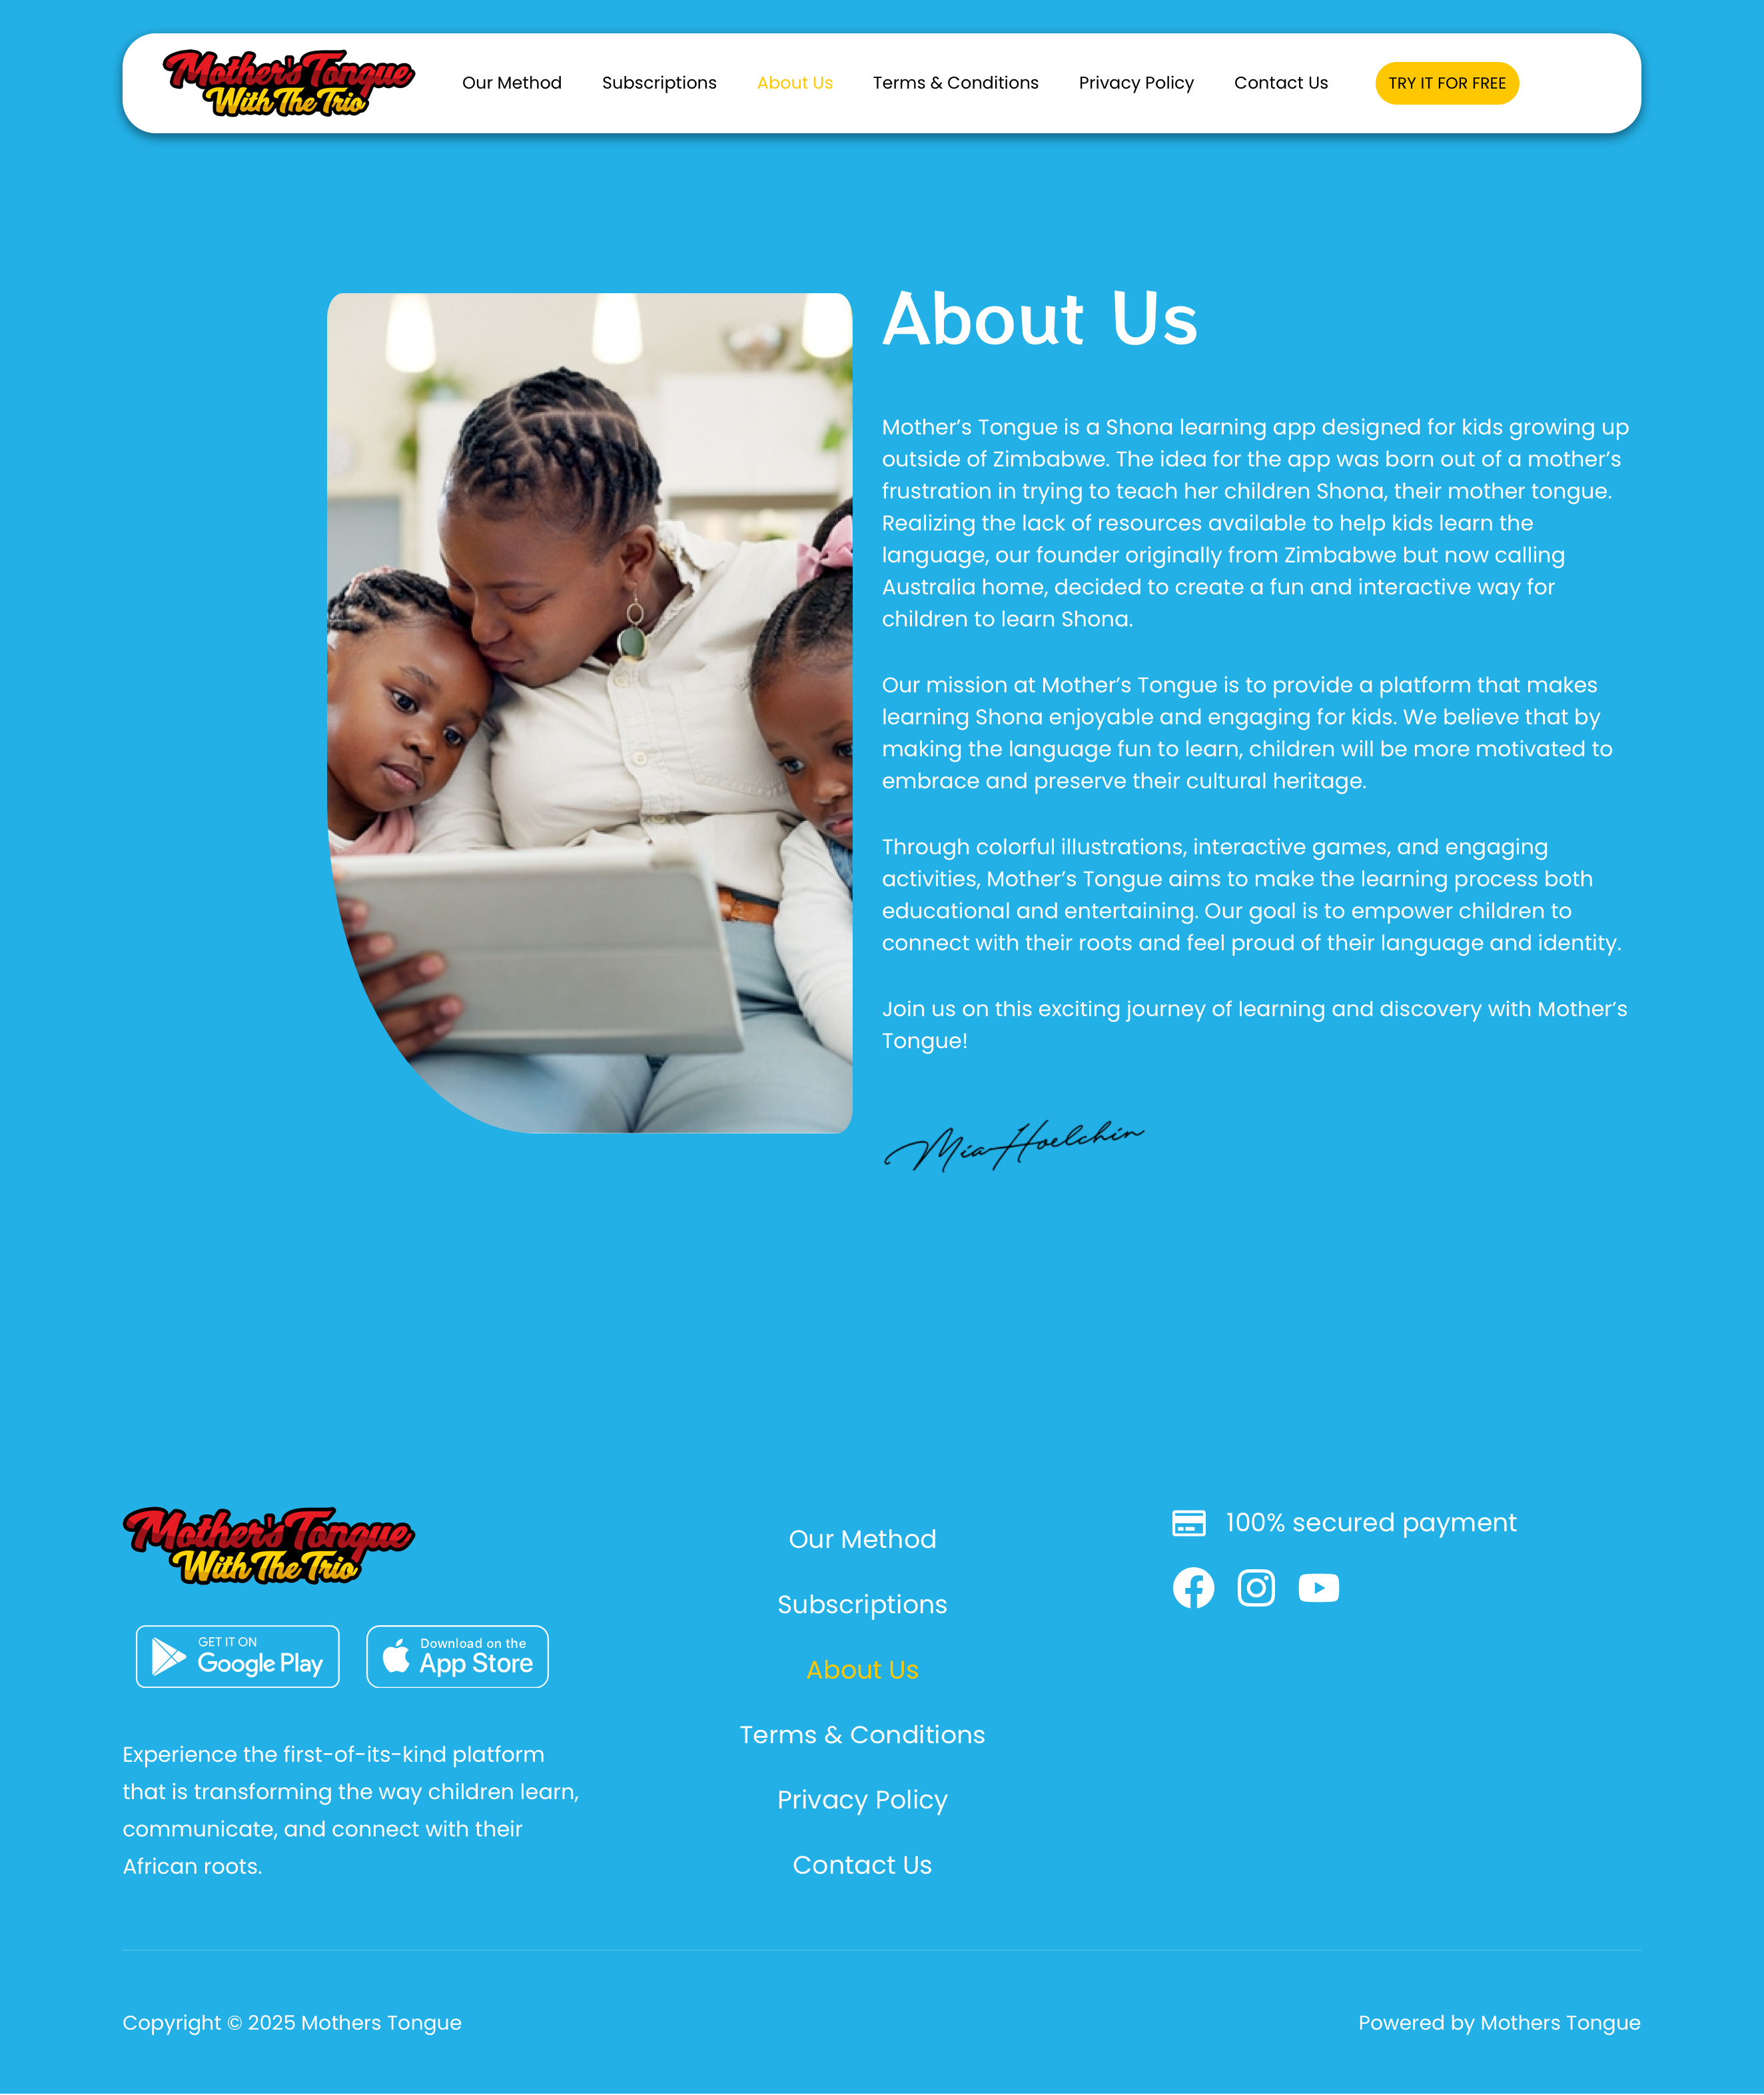 Mother's Tongue
With The Trio
Our Method
Subscriptions
About Us
Terms & Conditions
Privacy Policy
Contact Us
TRY IT FOR FREE
About Us
Mother’s Tongue is a Shona learning app designed for kids growing up
outside of Zimbabwe. The idea for the app was born out of a mother’s
frustration in trying to teach her children Shona, their mother tongue.
Realizing the lack of resources available to help kids learn the
language, our founder originally from Zimbabwe but now calling
Australia home, decided to create a fun and interactive way for
children to learn Shona.
Our mission at Mother’s Tongue is to provide a platform that makes
learning Shona enjoyable and engaging for kids. We believe that by
making the language fun to learn, children will be more motivated to
embrace and preserve their cultural heritage.
Through colorful illustrations, interactive games, and engaging
activities, Mother’s Tongue aims to make the learning process both
educational and entertaining. Our goal is to empower children to
connect with their roots and feel proud of their language and identity.
Join us on this exciting journey of learning and discovery with Mother’s
Tongue!
Mia Hoelchin
Mother's Tongue
With The Trio
GET IT ON
Google Play
Download on the
App Store
Experience the first-of-its-kind platform
that is transforming the way children learn,
communicate, and connect with their
African roots.
Our Method
Subscriptions
About Us
Terms & Conditions
Privacy Policy
Contact Us
100% secured payment
Copyright © 2025 Mothers Tongue
Powered by Mothers Tongue